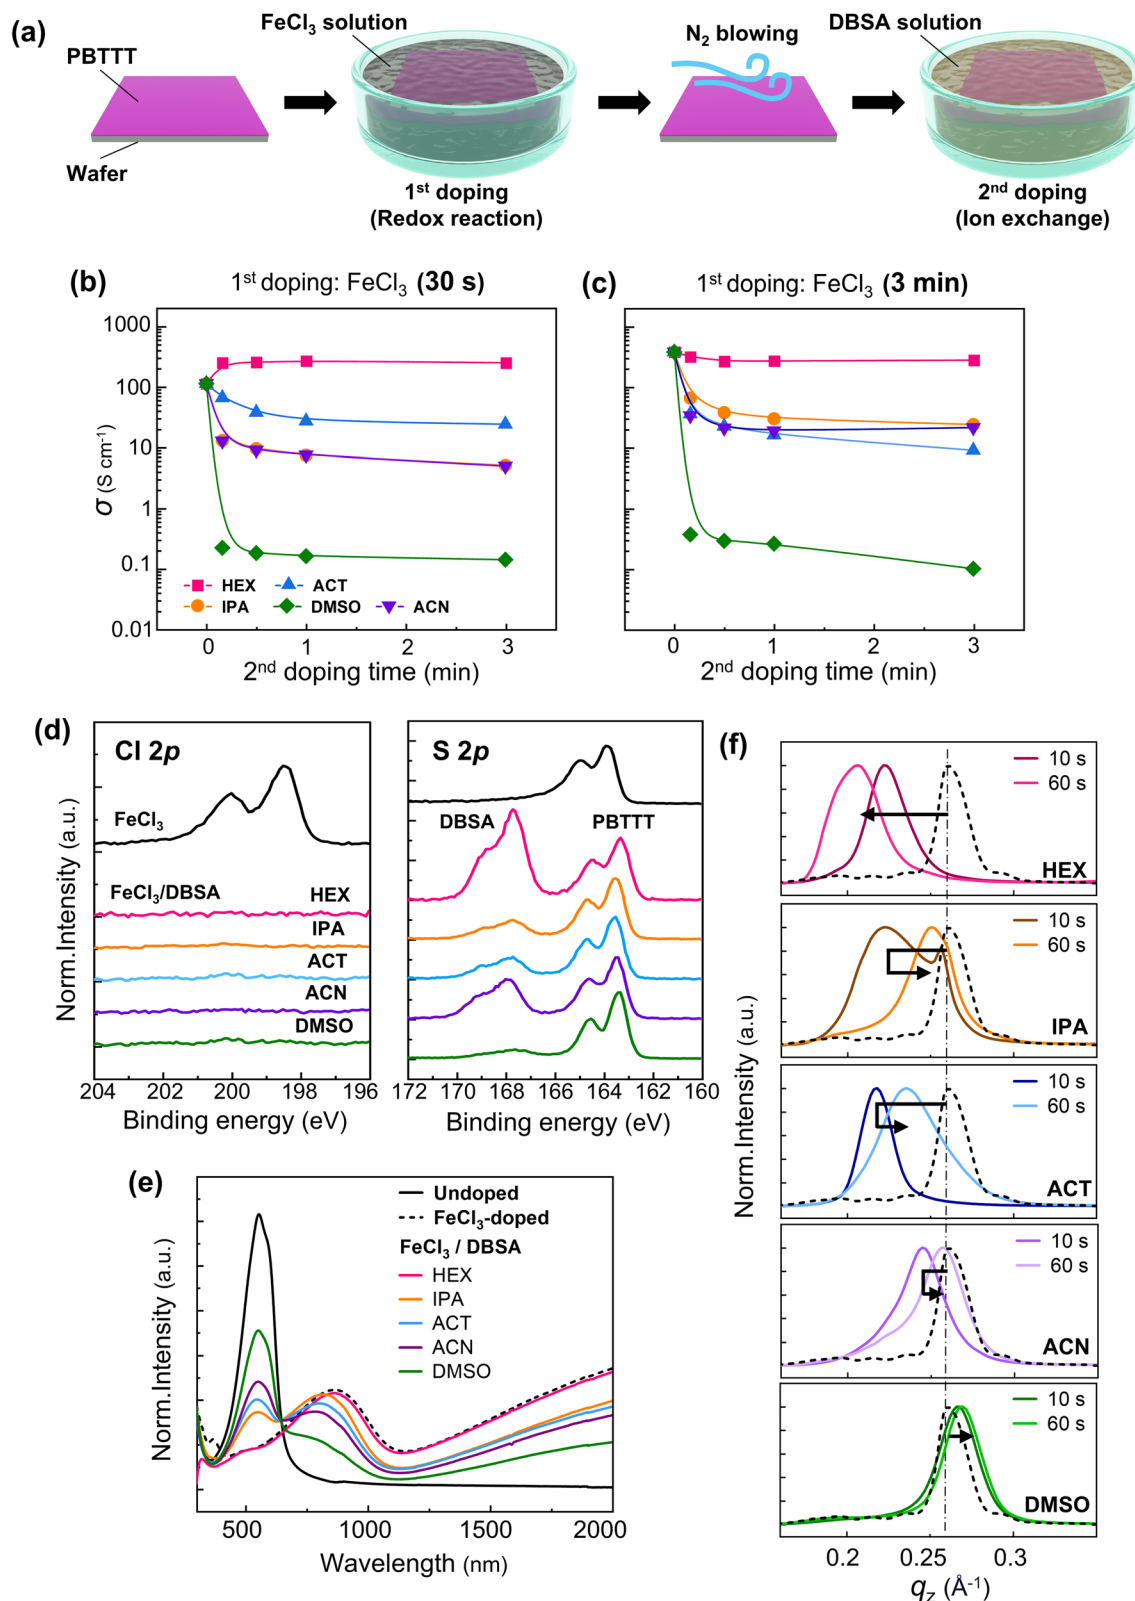 (a)
PBTTT
Wafer
FeCl₃ solution
1ˢᵗ doping
(Redox reaction)
N₂ blowing
DBSA solution
2ⁿᵈ doping
(Ion exchange)
(b)
1ˢᵗ doping: FeCl₃ (30 s)
1000
100
10
1
0.1
0.01
σ (S cm⁻¹)
HEX
ACT
IPA
DMSO
ACN
0
1
2
3
2ⁿᵈ doping time (min)
(c)
1ˢᵗ doping: FeCl₃ (3 min)
0
1
2
3
2ⁿᵈ doping time (min)
(d)
Norm.Intensity (a.u.)
Cl 2p
FeCl₃
FeCl₃/DBSA
HEX
IPA
ACT
ACN
DMSO
204
202
200
198
196
Binding energy (eV)
S 2p
DBSA
PBTTT
172
170
168
166
164
162
160
Binding energy (eV)
(e)
Norm.Intensity (a.u.)
Undoped
FeCl₃-doped
FeCl₃ / DBSA
HEX
IPA
ACT
ACN
DMSO
500
1000
1500
2000
Wavelength (nm)
(f)
Norm.Intensity (a.u.)
10 s
60 s
HEX
10 s
60 s
IPA
10 s
60 s
ACT
10 s
60 s
ACN
10 s
60 s
DMSO
0.2
0.25
0.3
q_z (Å⁻¹)